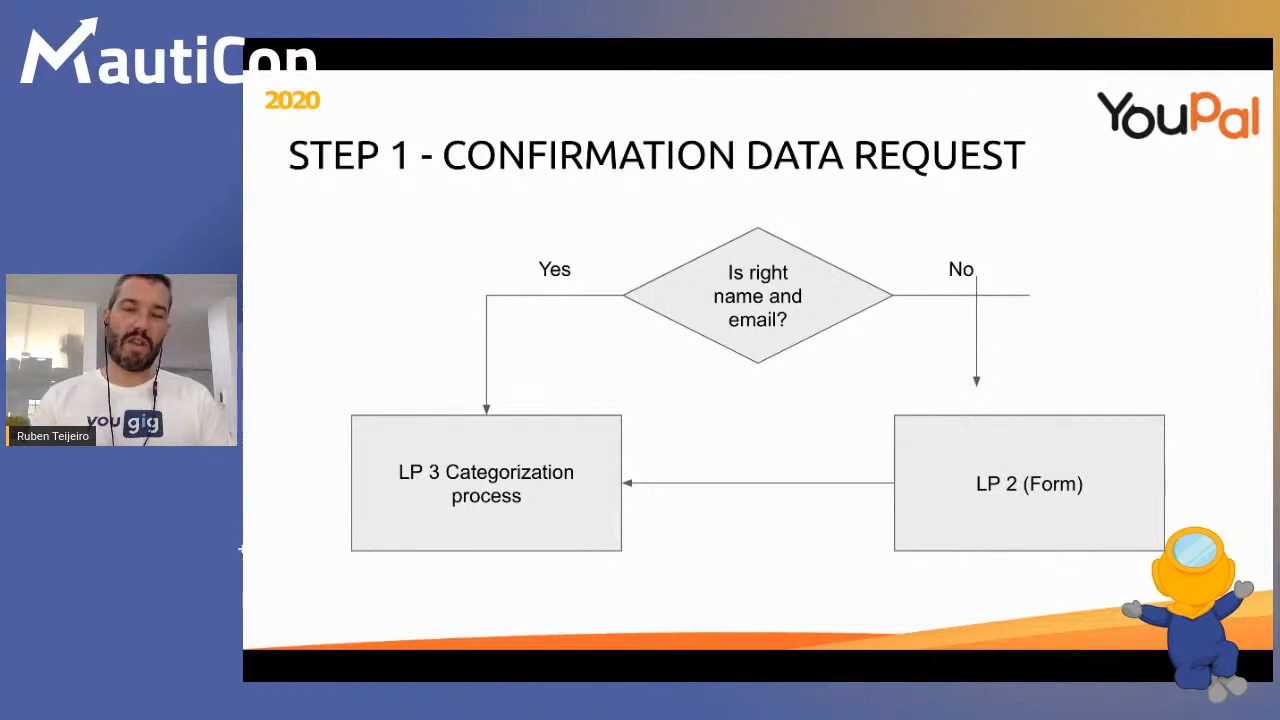 MautiCon
2020
YouPal
STEP 1 - CONFIRMATION DATA REQUEST
Yes
No
Is right
name and
email?
you gig
Ruben Teijeiro
LP 3 Categorization
process
LP 2 (Form)